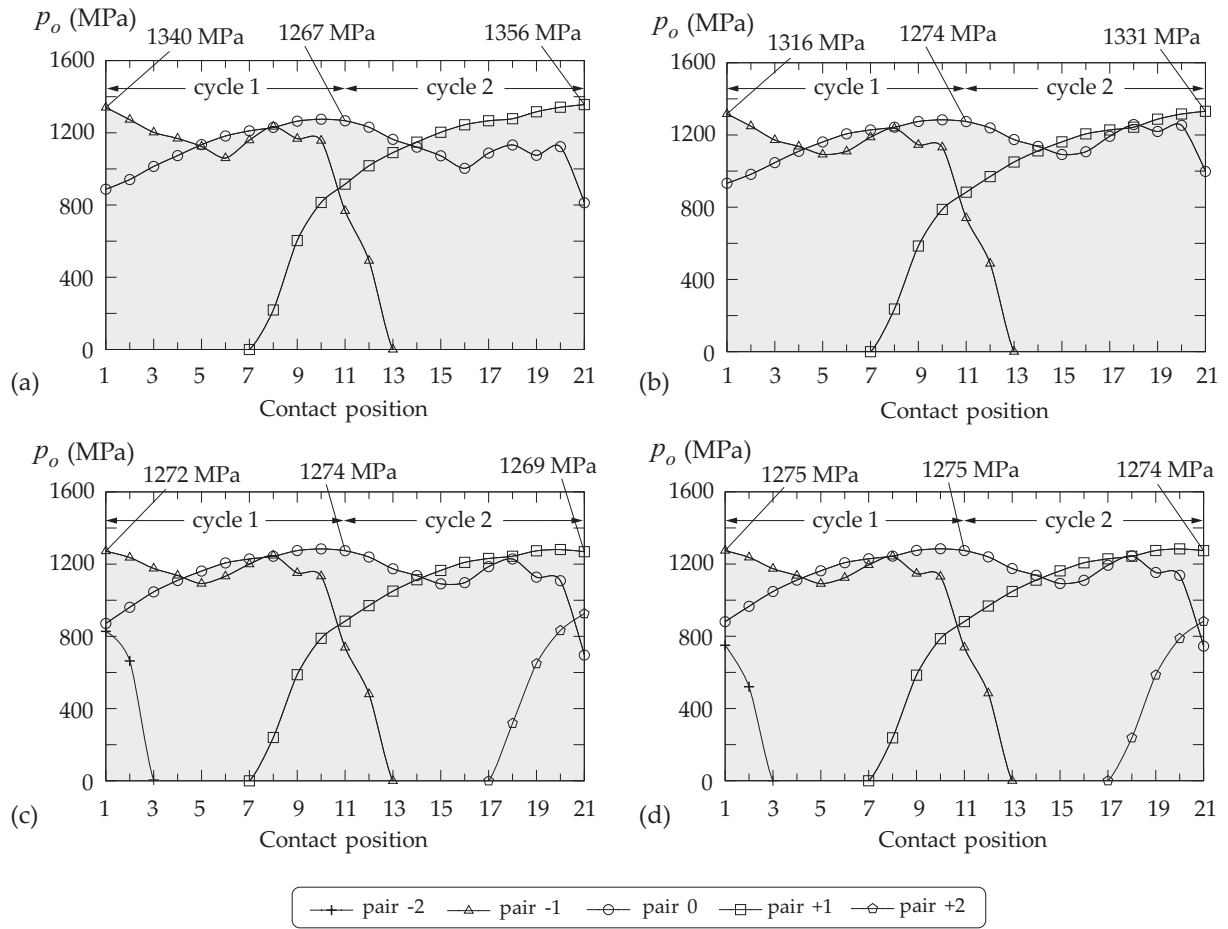 p_o (MPa)
1340 MPa 1267 MPa 1356 MPa
1600
cycle 1 cycle 2
1200
800
400
0
1 3 5 7 9 11 13 15 17 19 21
(a)
Contact position
p_o (MPa)
1316 MPa 1274 MPa 1331 MPa
1600
cycle 1 cycle 2
1200
800
400
0
1 3 5 7 9 11 13 15 17 19 21
(b)
Contact position
p_o (MPa)
1272 MPa 1274 MPa 1269 MPa
1600
cycle 1 cycle 2
1200
800
400
0
1 3 5 7 9 11 13 15 17 19 21
(c)
Contact position
p_o (MPa)
1275 MPa 1275 MPa 1274 MPa
1600
cycle 1 cycle 2
1200
800
400
0
1 3 5 7 9 11 13 15 17 19 21
(d)
Contact position
pair -2 pair -1 pair 0 pair +1 pair +2